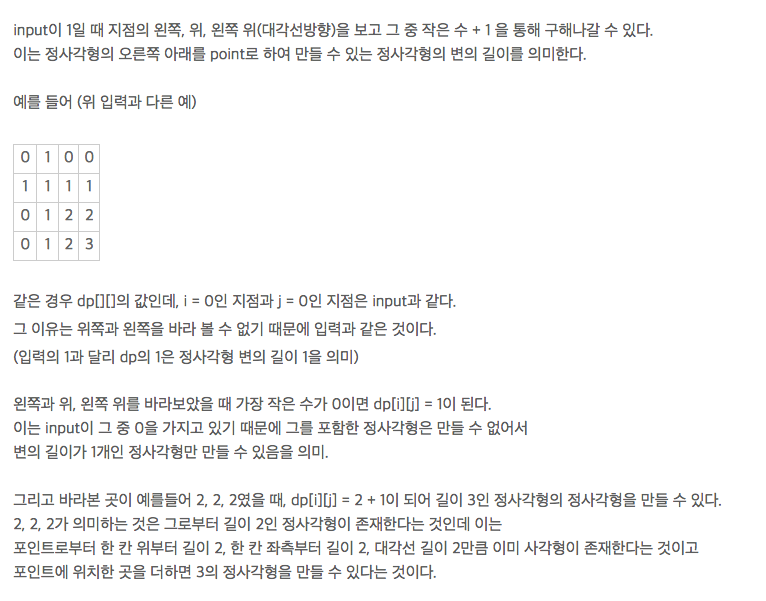 input이 1일 때 지점의 왼쪽, 위, 왼쪽 위(대각선방향)을 보고 그 중 작은 수 + 1 을 통해 구해나갈 수 있다.
이는 정사각형의 오른쪽 아래를 point로 하여 만들 수 있는 정사각형의 변의 길이를 의미한다.
예를 들어 (위 입력과 다른 예)
0 1 0 0
1 1 1 1
0 1 2 2
0 1 2 3
같은 경우 dp[][]의 값인데, i = 0인 지점과 j = 0인 지점은 input과 같다.
그 이유는 위쪽과 왼쪽을 바라 볼 수 없기 때문에 입력과 같은 것이다.
(입력의 1과 달리 dp의 1은 정사각형 변의 길이 1을 의미)
왼쪽과 위, 왼쪽 위를 바라보았을 때 가장 작은 수가 0이면 dp[i][j] = 1이 된다.
이는 input이 그 중 0을 가지고 있기 때문에 그를 포함한 정사각형은 만들 수 없어서
변의 길이가 1개인 정사각형만 만들 수 있음을 의미.
그리고 바라본 곳이 예를들어 2, 2, 2였을 때, dp[i][j] = 2 + 1이 되어 길이 3인 정사각형의 정사각형을 만들 수 있다.
2, 2, 2가 의미하는 것은 그로부터 길이 2인 정사각형이 존재한다는 것인데 이는
포인트로부터 한 칸 위부터 길이 2, 한 칸 좌측부터 길이 2, 대각선 길이 2만큼 이미 사각형이 존재한다는 것이고
포인트에 위치한 곳을 더하면 3의 정사각형을 만들 수 있다는 것이다.